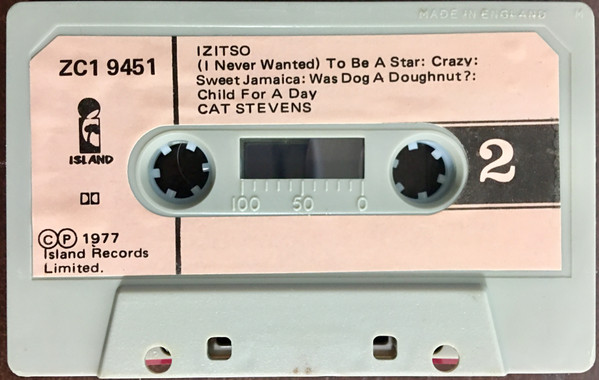 MADE IN ENGLAND
ZC1 9451
IZITSO
(I Never Wanted) To Be A Star: Crazy:
Sweet Jamaica: Was Dog A Doughnut?:
Child For A Day
CAT STEVENS
ISLAND
2
100 50 0
©Ⓟ 1977
Island Records
Limited.